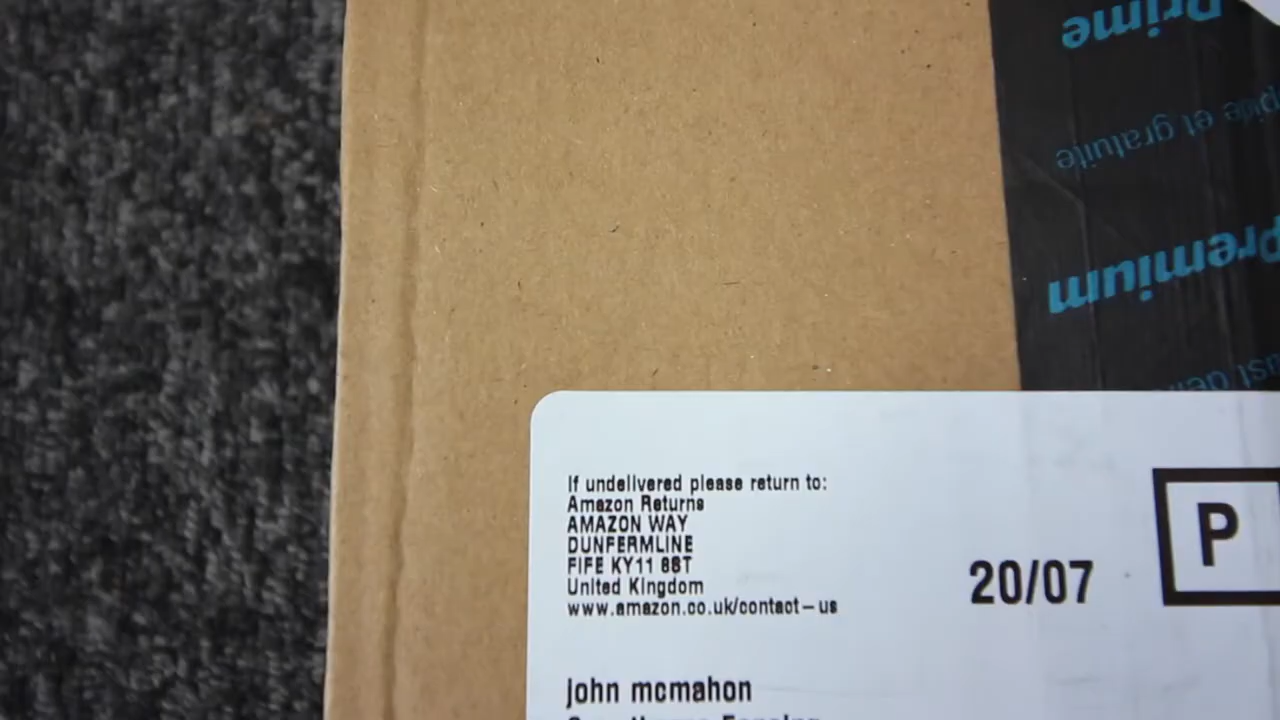 Prime
et gratuite
Premium
If undelivered please return to:
Amazon Returns
AMAZON WAY
DUNFERMLINE
FIFE KY11 8ST
United Kingdom
www.amazon.co.uk/contact-us
20/07
P
john mcmahon